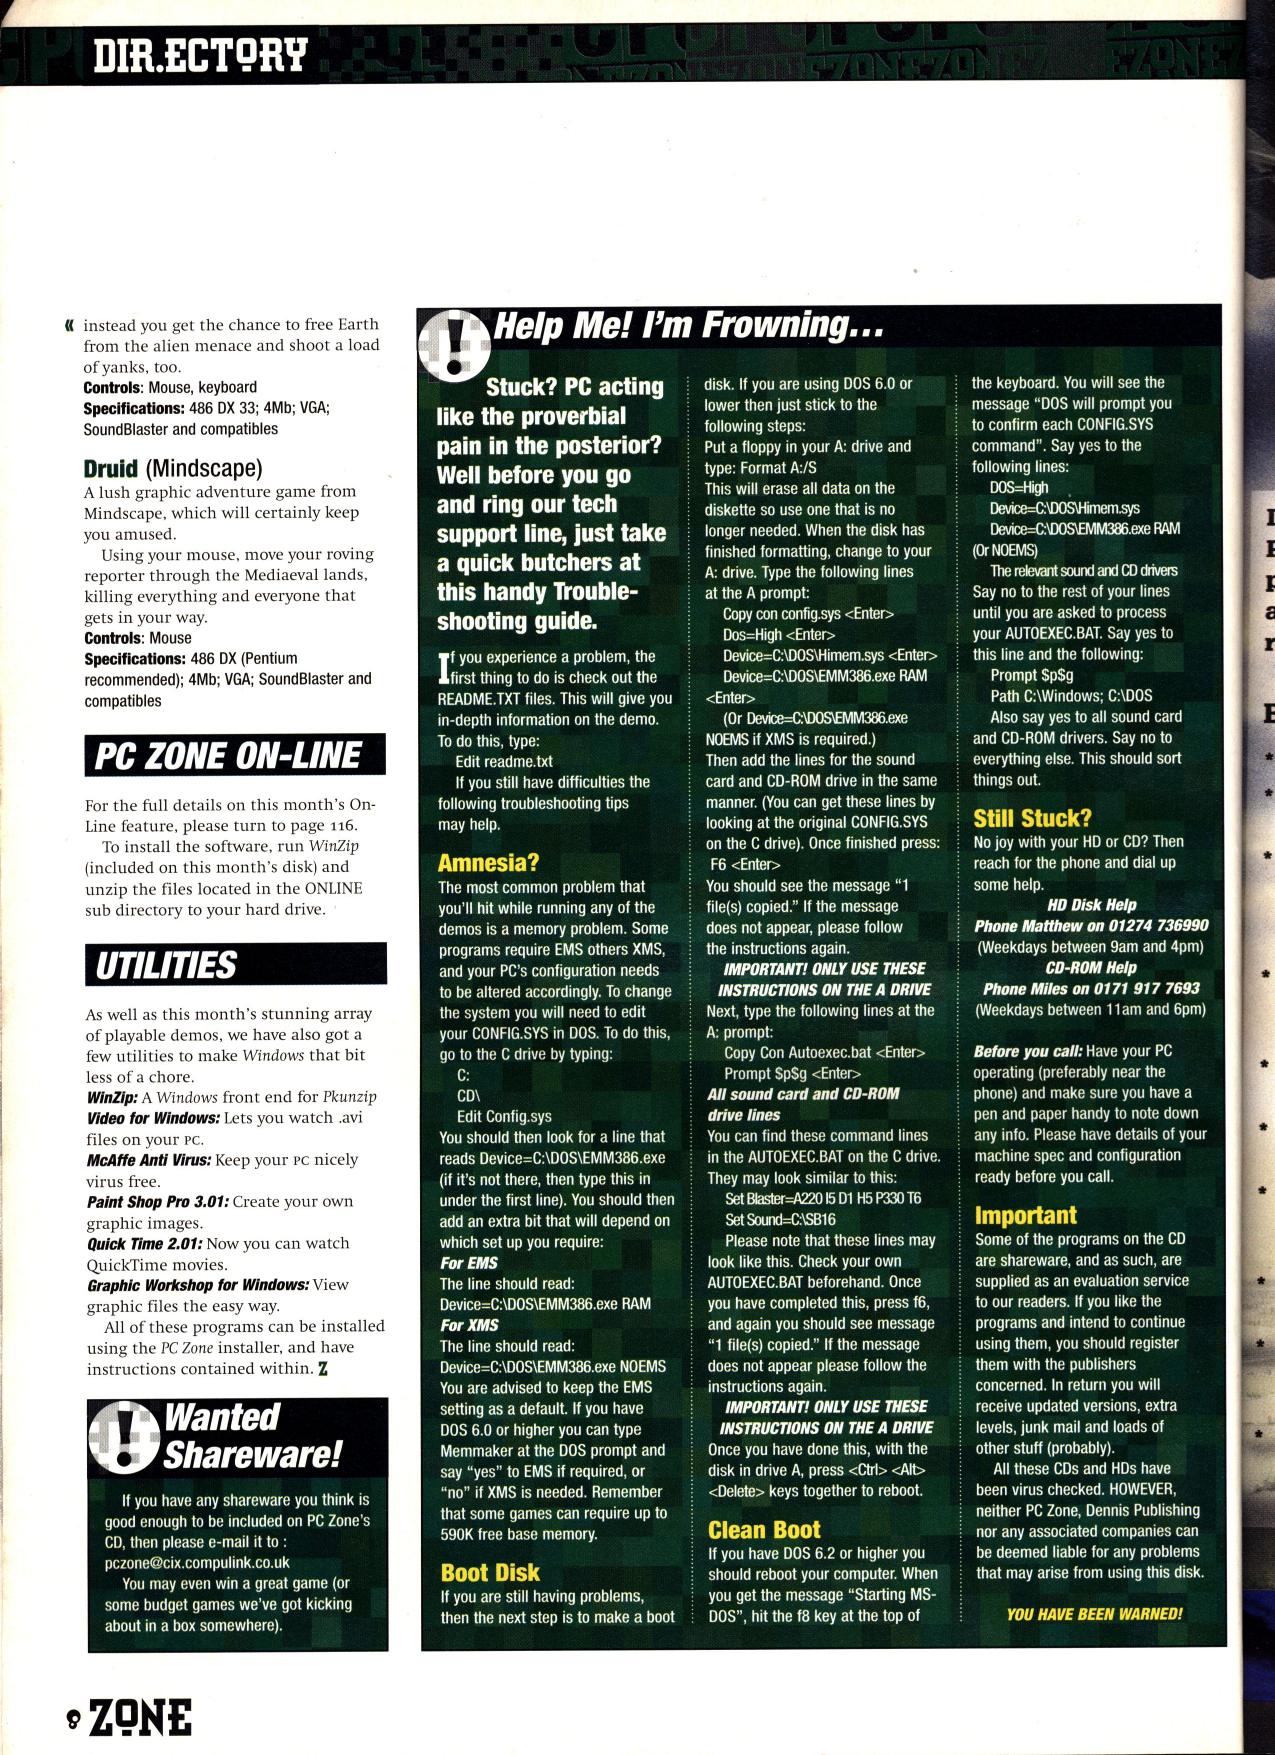 DIR.ECTORY
« instead you get the chance to free Earth
from the alien menace and shoot a load
of yanks, too.
Controls: Mouse, keyboard
Specifications: 486 DX 33; 4Mb; VGA;
SoundBlaster and compatibles
Druid (Mindscape)
A lush graphic adventure game from
Mindscape, which will certainly keep
you amused.
Using your mouse, move your roving
reporter through the Mediaeval lands,
killing everything and everyone that
gets in your way.
Controls: Mouse
Specifications: 486 DX (Pentium
recommended); 4Mb; VGA; SoundBlaster and
compatibles
PC ZONE ON-LINE
For the full details on this month's On-
Line feature, please turn to page 116.
To install the software, run WinZip
(included on this month's disk) and
unzip the files located in the ONLINE
sub directory to your hard drive.
UTILITIES
As well as this month's stunning array
of playable demos, we have also got a
few utilities to make Windows that bit
less of a chore.
WinZip: A Windows front end for Pkunzip
Video for Windows: Lets you watch .avi
files on your PC.
McAffe Anti Virus: Keep your PC nicely
virus free.
Paint Shop Pro 3.01: Create your own
graphic images.
Quick Time 2.01: Now you can watch
QuickTime movies.
Graphic Workshop for Windows: View
graphic files the easy way.
All of these programs can be installed
using the PC Zone installer, and have
instructions contained within. Z
! Wanted
Shareware!
If you have any shareware you think is
good enough to be included on PC Zone's
CD, then please e-mail it to :
pczone@cix.compulink.co.uk
You may even win a great game (or
some budget games we've got kicking
about in a box somewhere).
! Help Me! I'm Frowning...
Stuck? PC acting
like the proverbial
pain in the posterior?
Well before you go
and ring our tech
support line, just take
a quick butchers at
this handy Trouble-
shooting guide.
If you experience a problem, the
first thing to do is check out the
README.TXT files. This will give you
in-depth information on the demo.
To do this, type:
Edit readme.txt
If you still have difficulties the
following troubleshooting tips
may help.
Amnesia?
The most common problem that
you'll hit while running any of the
demos is a memory problem. Some
programs require EMS others XMS,
and your PC's configuration needs
to be altered accordingly. To change
the system you will need to edit
your CONFIG.SYS in DOS. To do this,
go to the C drive by typing:
C:
CD\
Edit Config.sys
You should then look for a line that
reads Device=C:\DOS\EMM386.exe
(if it's not there, then type this in
under the first line). You should then
add an extra bit that will depend on
which set up you require:
For EMS
The line should read:
Device=C:\DOS\EMM386.exe RAM
For XMS
The line should read:
Device=C:\DOS\EMM386.exe NOEMS
You are advised to keep the EMS
setting as a default. If you have
DOS 6.0 or higher you can type
Memmaker at the DOS prompt and
say "yes" to EMS if required, or
"no" if XMS is needed. Remember
that some games can require up to
590K free base memory.
Boot Disk
If you are still having problems,
then the next step is to make a boot
disk. If you are using DOS 6.0 or
lower then just stick to the
following steps:
Put a floppy in your A: drive and
type: Format A:/S
This will erase all data on the
diskette so use one that is no
longer needed. When the disk has
finished formatting, change to your
A: drive. Type the following lines
at the A prompt:
Copy con config.sys <Enter>
Dos=High <Enter>
Device=C:\DOS\Himem.sys <Enter>
Device=C:\DOS\EMM386.exe RAM
<Enter>
(Or Device=C:\DOS\EMM386.exe
NOEMS if XMS is required.)
Then add the lines for the sound
card and CD-ROM drive in the same
manner. (You can get these lines by
looking at the original CONFIG.SYS
on the C drive). Once finished press:
F6 <Enter>
You should see the message "1
file(s) copied." If the message
does not appear, please follow
the instructions again.
IMPORTANT! ONLY USE THESE
INSTRUCTIONS ON THE A DRIVE
Next, type the following lines at the
A: prompt:
Copy Con Autoexec.bat <Enter>
Prompt $p$g <Enter>
All sound card and CD-ROM
drive lines
You can find these command lines
in the AUTOEXEC.BAT on the C drive.
They may look similar to this:
Set Blaster=A220 I5 D1 H5 P330 T6
Set Sound=C:\SB16
Please note that these lines may
look like this. Check your own
AUTOEXEC.BAT beforehand. Once
you have completed this, press f6,
and again you should see message
"1 file(s) copied." If the message
does not appear please follow the
instructions again.
IMPORTANT! ONLY USE THESE
INSTRUCTIONS ON THE A DRIVE
Once you have done this, with the
disk in drive A, press <Ctrl> <Alt>
<Delete> keys together to reboot.
Clean Boot
If you have DOS 6.2 or higher you
should reboot your computer. When
you get the message "Starting MS-
DOS", hit the f8 key at the top of
the keyboard. You will see the
message "DOS will prompt you
to confirm each CONFIG.SYS
command". Say yes to the
following lines:
DOS=High
Device=C:\DOS\Himem.sys
Device=C:\DOS\EMM386.exe RAM
(Or NOEMS)
The relevant sound and CD drivers
Say no to the rest of your lines
until you are asked to process
your AUTOEXEC.BAT. Say yes to
this line and the following:
Prompt $p$g
Path C:\Windows; C:\DOS
Also say yes to all sound card
and CD-ROM drivers. Say no to
everything else. This should sort
things out.
Still Stuck?
No joy with your HD or CD? Then
reach for the phone and dial up
some help.
HD Disk Help
Phone Matthew on 01274 736990
(Weekdays between 9am and 4pm)
CD-ROM Help
Phone Miles on 0171 917 7693
(Weekdays between 11am and 6pm)
Before you call: Have your PC
operating (preferably near the
phone) and make sure you have a
pen and paper handy to note down
any info. Please have details of your
machine spec and configuration
ready before you call.
Important
Some of the programs on the CD
are shareware, and as such, are
supplied as an evaluation service
to our readers. If you like the
programs and intend to continue
using them, you should register
them with the publishers
concerned. In return you will
receive updated versions, extra
levels, junk mail and loads of
other stuff (probably).
All these CDs and HDs have
been virus checked. HOWEVER,
neither PC Zone, Dennis Publishing
nor any associated companies can
be deemed liable for any problems
that may arise from using this disk.
YOU HAVE BEEN WARNED!
8 ZONE